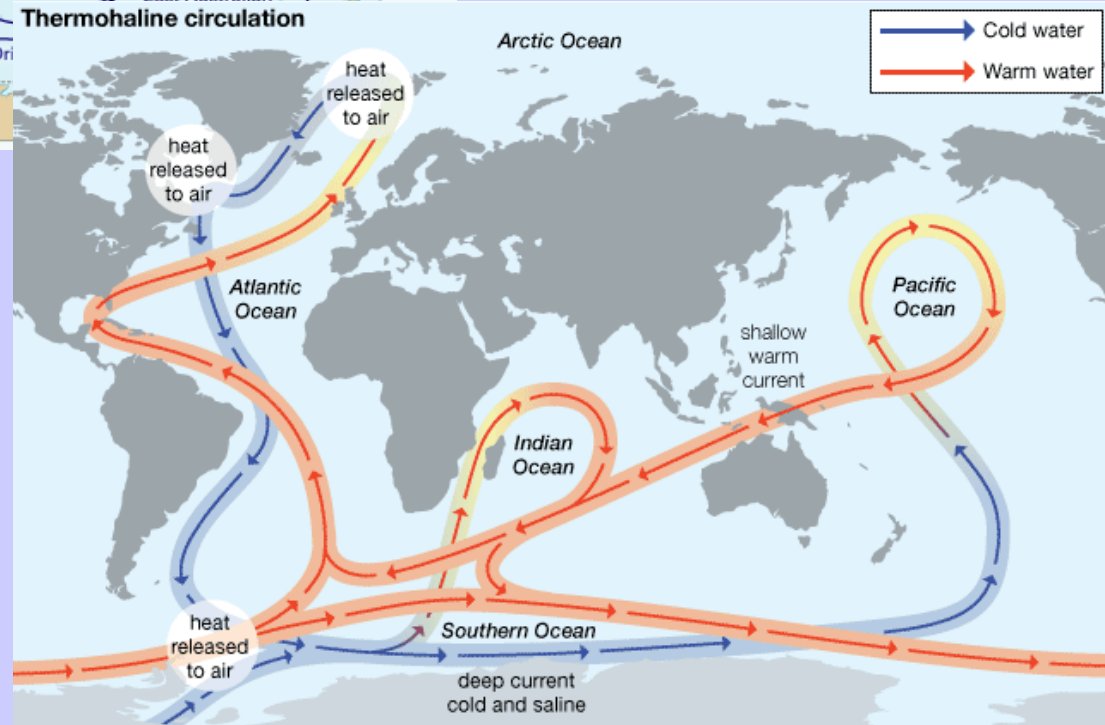 Thermohaline circulation
Arctic Ocean
Cold water
Warm water
heat
released
to air
heat
released
to air
Atlantic
Ocean
Pacific
Ocean
shallow
warm
current
Indian
Ocean
heat
released
to air
Southern Ocean
deep current
cold and saline